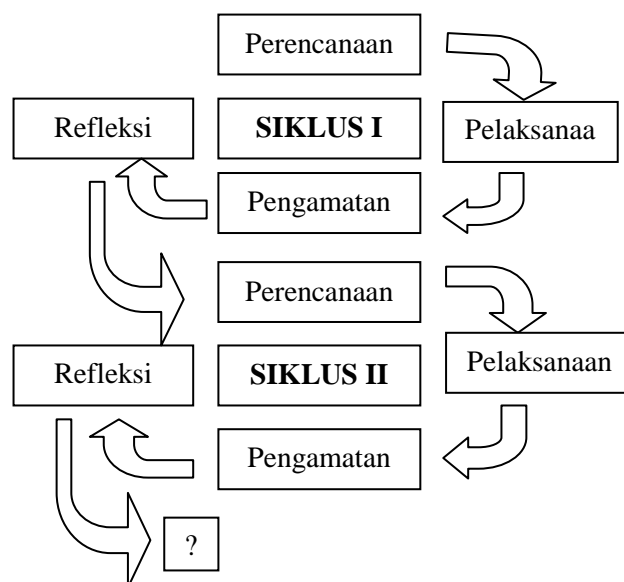 Perencanaan
Refleksi
SIKLUS I
Pelaksanaa
Pengamatan
Perencanaan
Refleksi
SIKLUS II
Pelaksanaan
Pengamatan
?